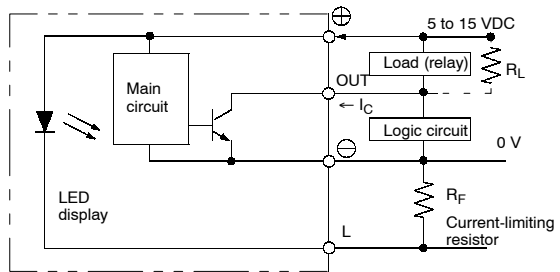 ⊕
5 to 15 VDC
Load (relay)
RL
OUT
Main
circuit
← IC
Logic circuit
0 V
⊖
LED
display
RF
L
Current-limiting
resistor